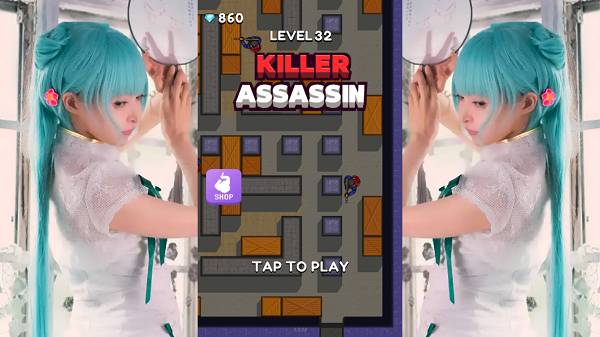 860
LEVEL 32
KILLER
ASSASSIN
SHOP
TAP TO PLAY